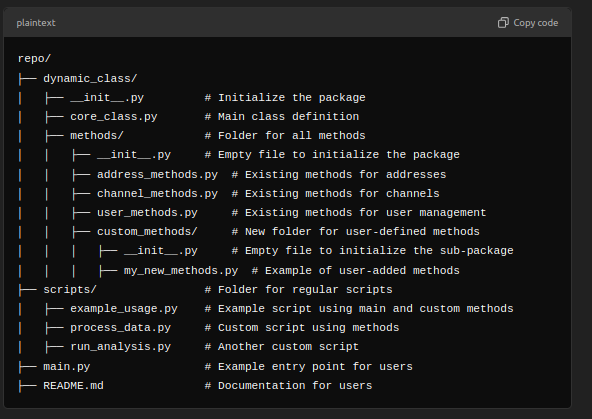 plaintext
Copy code
repo/
├── dynamic_class/
│   ├── __init__.py         # Initialize the package
│   ├── core_class.py       # Main class definition
│   ├── methods/            # Folder for all methods
│   │   ├── __init__.py     # Empty file to initialize the package
│   │   ├── address_methods.py  # Existing methods for addresses
│   │   ├── channel_methods.py  # Existing methods for channels
│   │   ├── user_methods.py     # Existing methods for user management
│   │   ├── custom_methods/     # New folder for user-defined methods
│   │   │   ├── __init__.py     # Empty file to initialize the sub-package
│   │   │   ├── my_new_methods.py  # Example of user-added methods
├── scripts/                # Folder for regular scripts
│   ├── example_usage.py    # Example script using main and custom methods
│   ├── process_data.py     # Custom script using methods
│   ├── run_analysis.py     # Another custom script
├── main.py                 # Example entry point for users
├── README.md               # Documentation for users